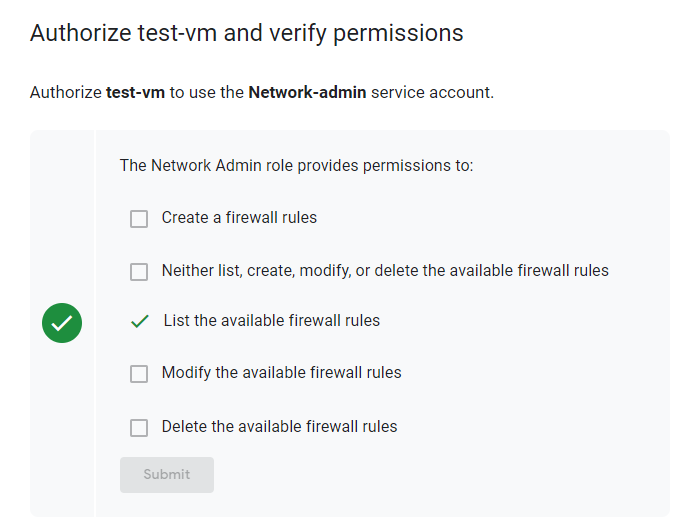 Authorize test-vm and verify permissions
Authorize test-vm to use the Network-admin service account.
The Network Admin role provides permissions to:
Create a firewall rules
Neither list, create, modify, or delete the available firewall rules
List the available firewall rules
Modify the available firewall rules
Delete the available firewall rules
Submit